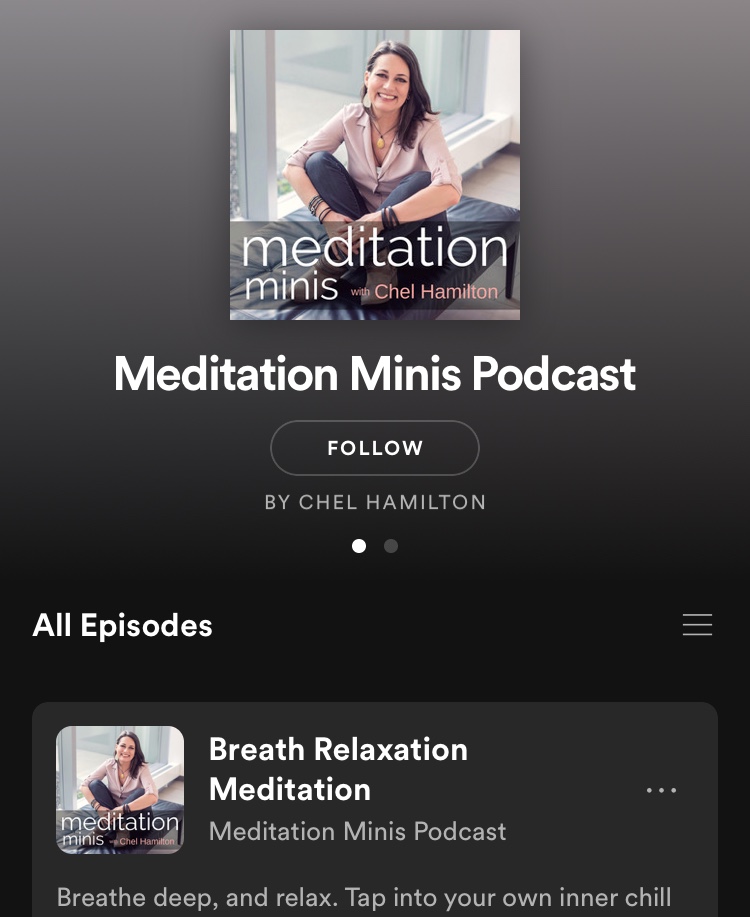 meditation
minis with Chel Hamilton
Meditation Minis Podcast
FOLLOW
BY CHEL HAMILTON
All Episodes
meditation
minis with Chel Hamilton
Breath Relaxation
Meditation
Meditation Minis Podcast
Breathe deep, and relax. Tap into your own inner chill